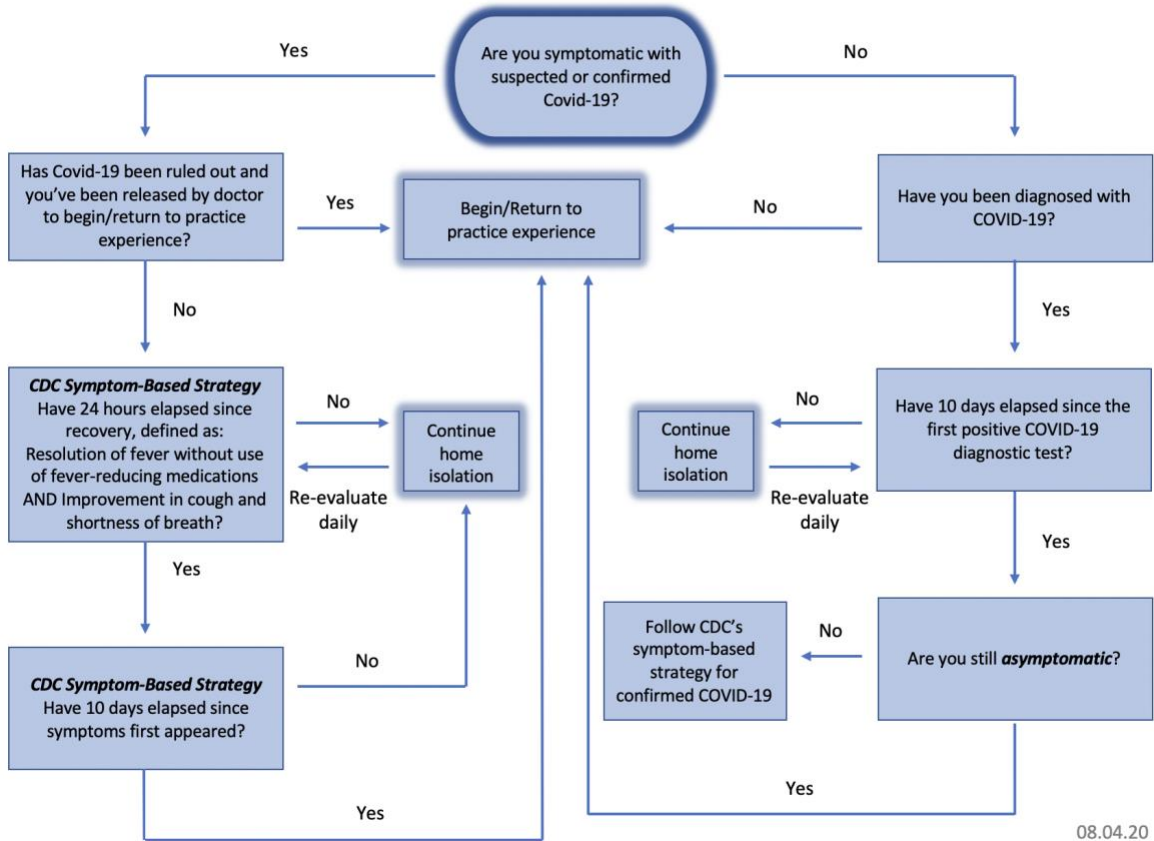 Are you symptomatic with
suspected or confirmed
Covid-19?
Yes
No
Has Covid-19 been ruled out and
you've been released by doctor
to begin/return to practice
experience?
Yes
Begin/Return to
practice experience
No
Have you been diagnosed with
COVID-19?
No
Yes
CDC Symptom-Based Strategy
Have 24 hours elapsed since
recovery, defined as:
Resolution of fever without use
of fever-reducing medications
AND Improvement in cough and
shortness of breath?
No
Continue
home
isolation
Re-evaluate
daily
Continue
home
isolation
No
Re-evaluate
daily
Have 10 days elapsed since the
first positive COVID-19
diagnostic test?
Yes
Yes
CDC Symptom-Based Strategy
Have 10 days elapsed since
symptoms first appeared?
No
Follow CDC's
symptom-based
strategy for
confirmed COVID-19
No
Are you still asymptomatic?
Yes
Yes
08.04.20